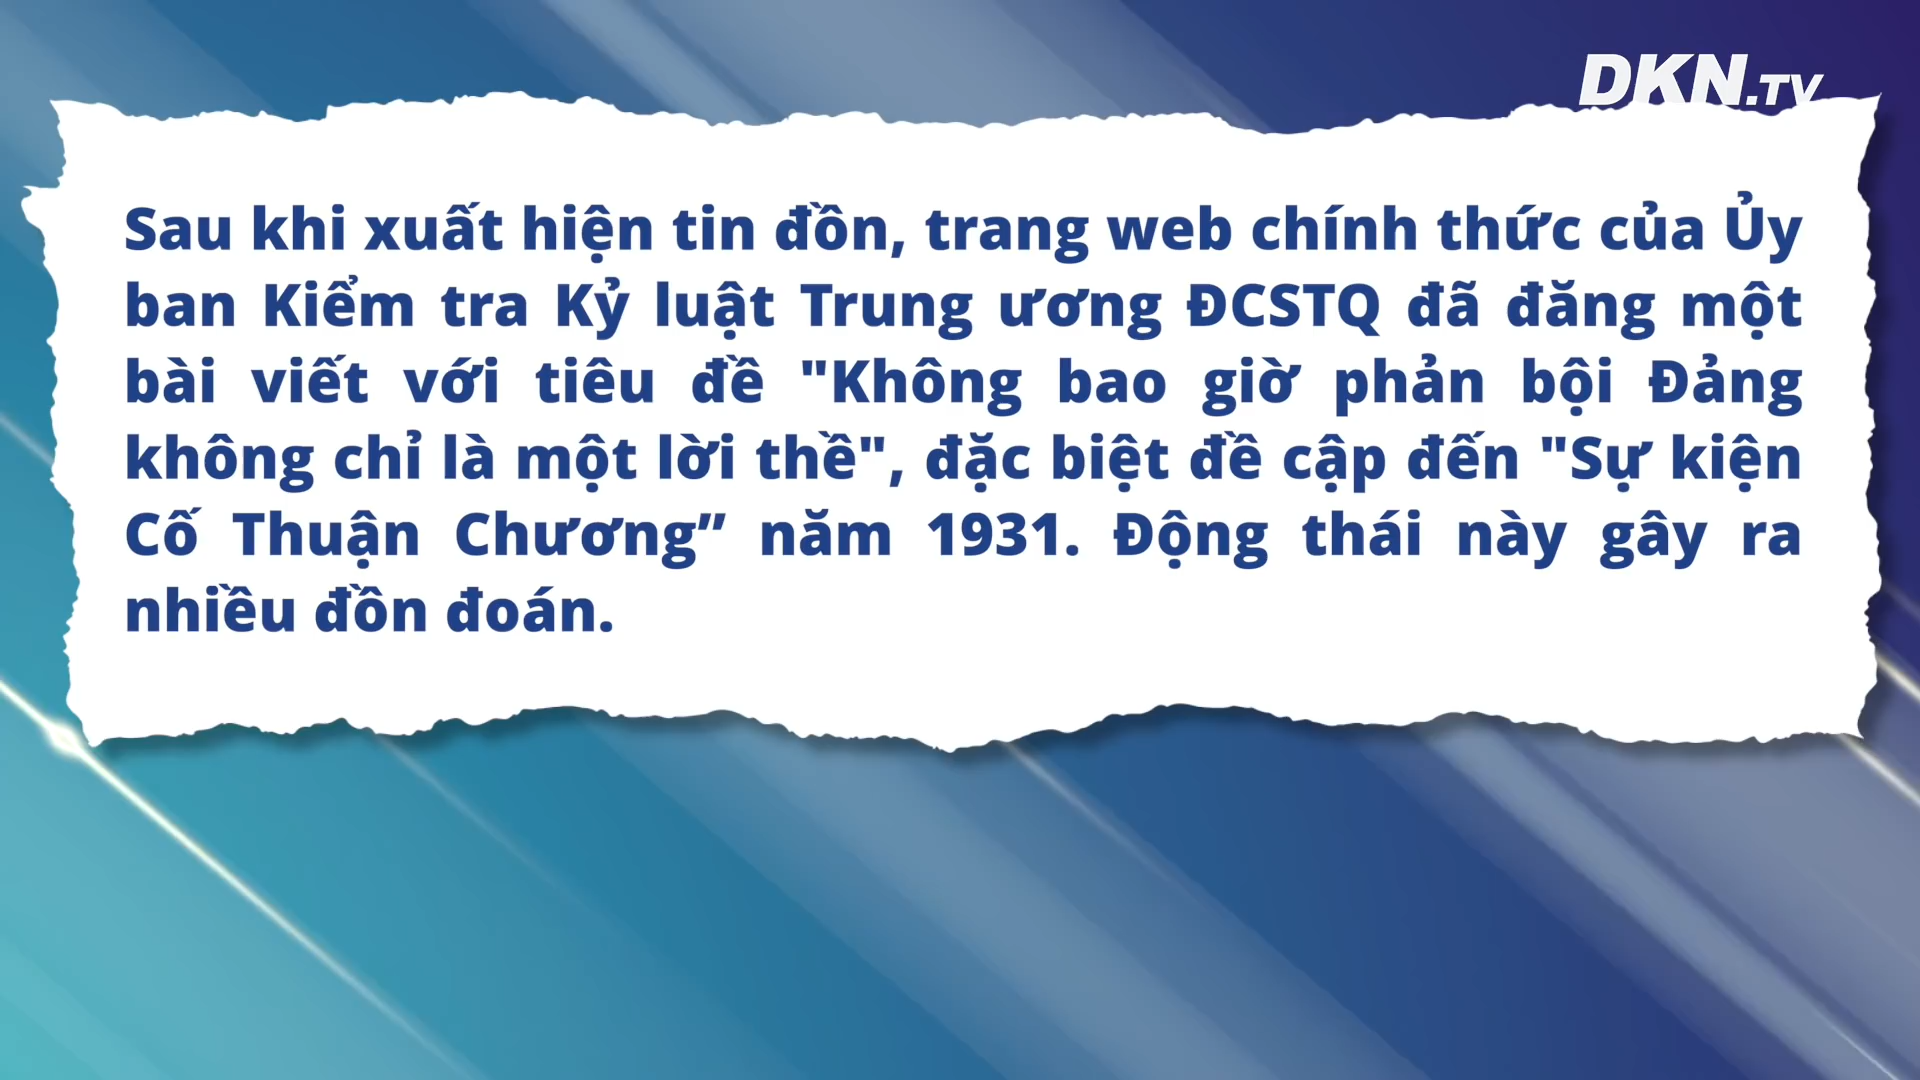 DKN.TV
Sau khi xuất hiện tin đồn, trang web chính thức của Ủy
ban Kiểm tra Kỷ luật Trung ương ĐCSTQ đã đăng một
bài viết với tiêu đề "Không bao giờ phản bội Đảng
không chỉ là một lời thề", đặc biệt đề cập đến "Sự kiện
Cố Thuận Chương” năm 1931. Động thái này gây ra
nhiều đồn đoán.